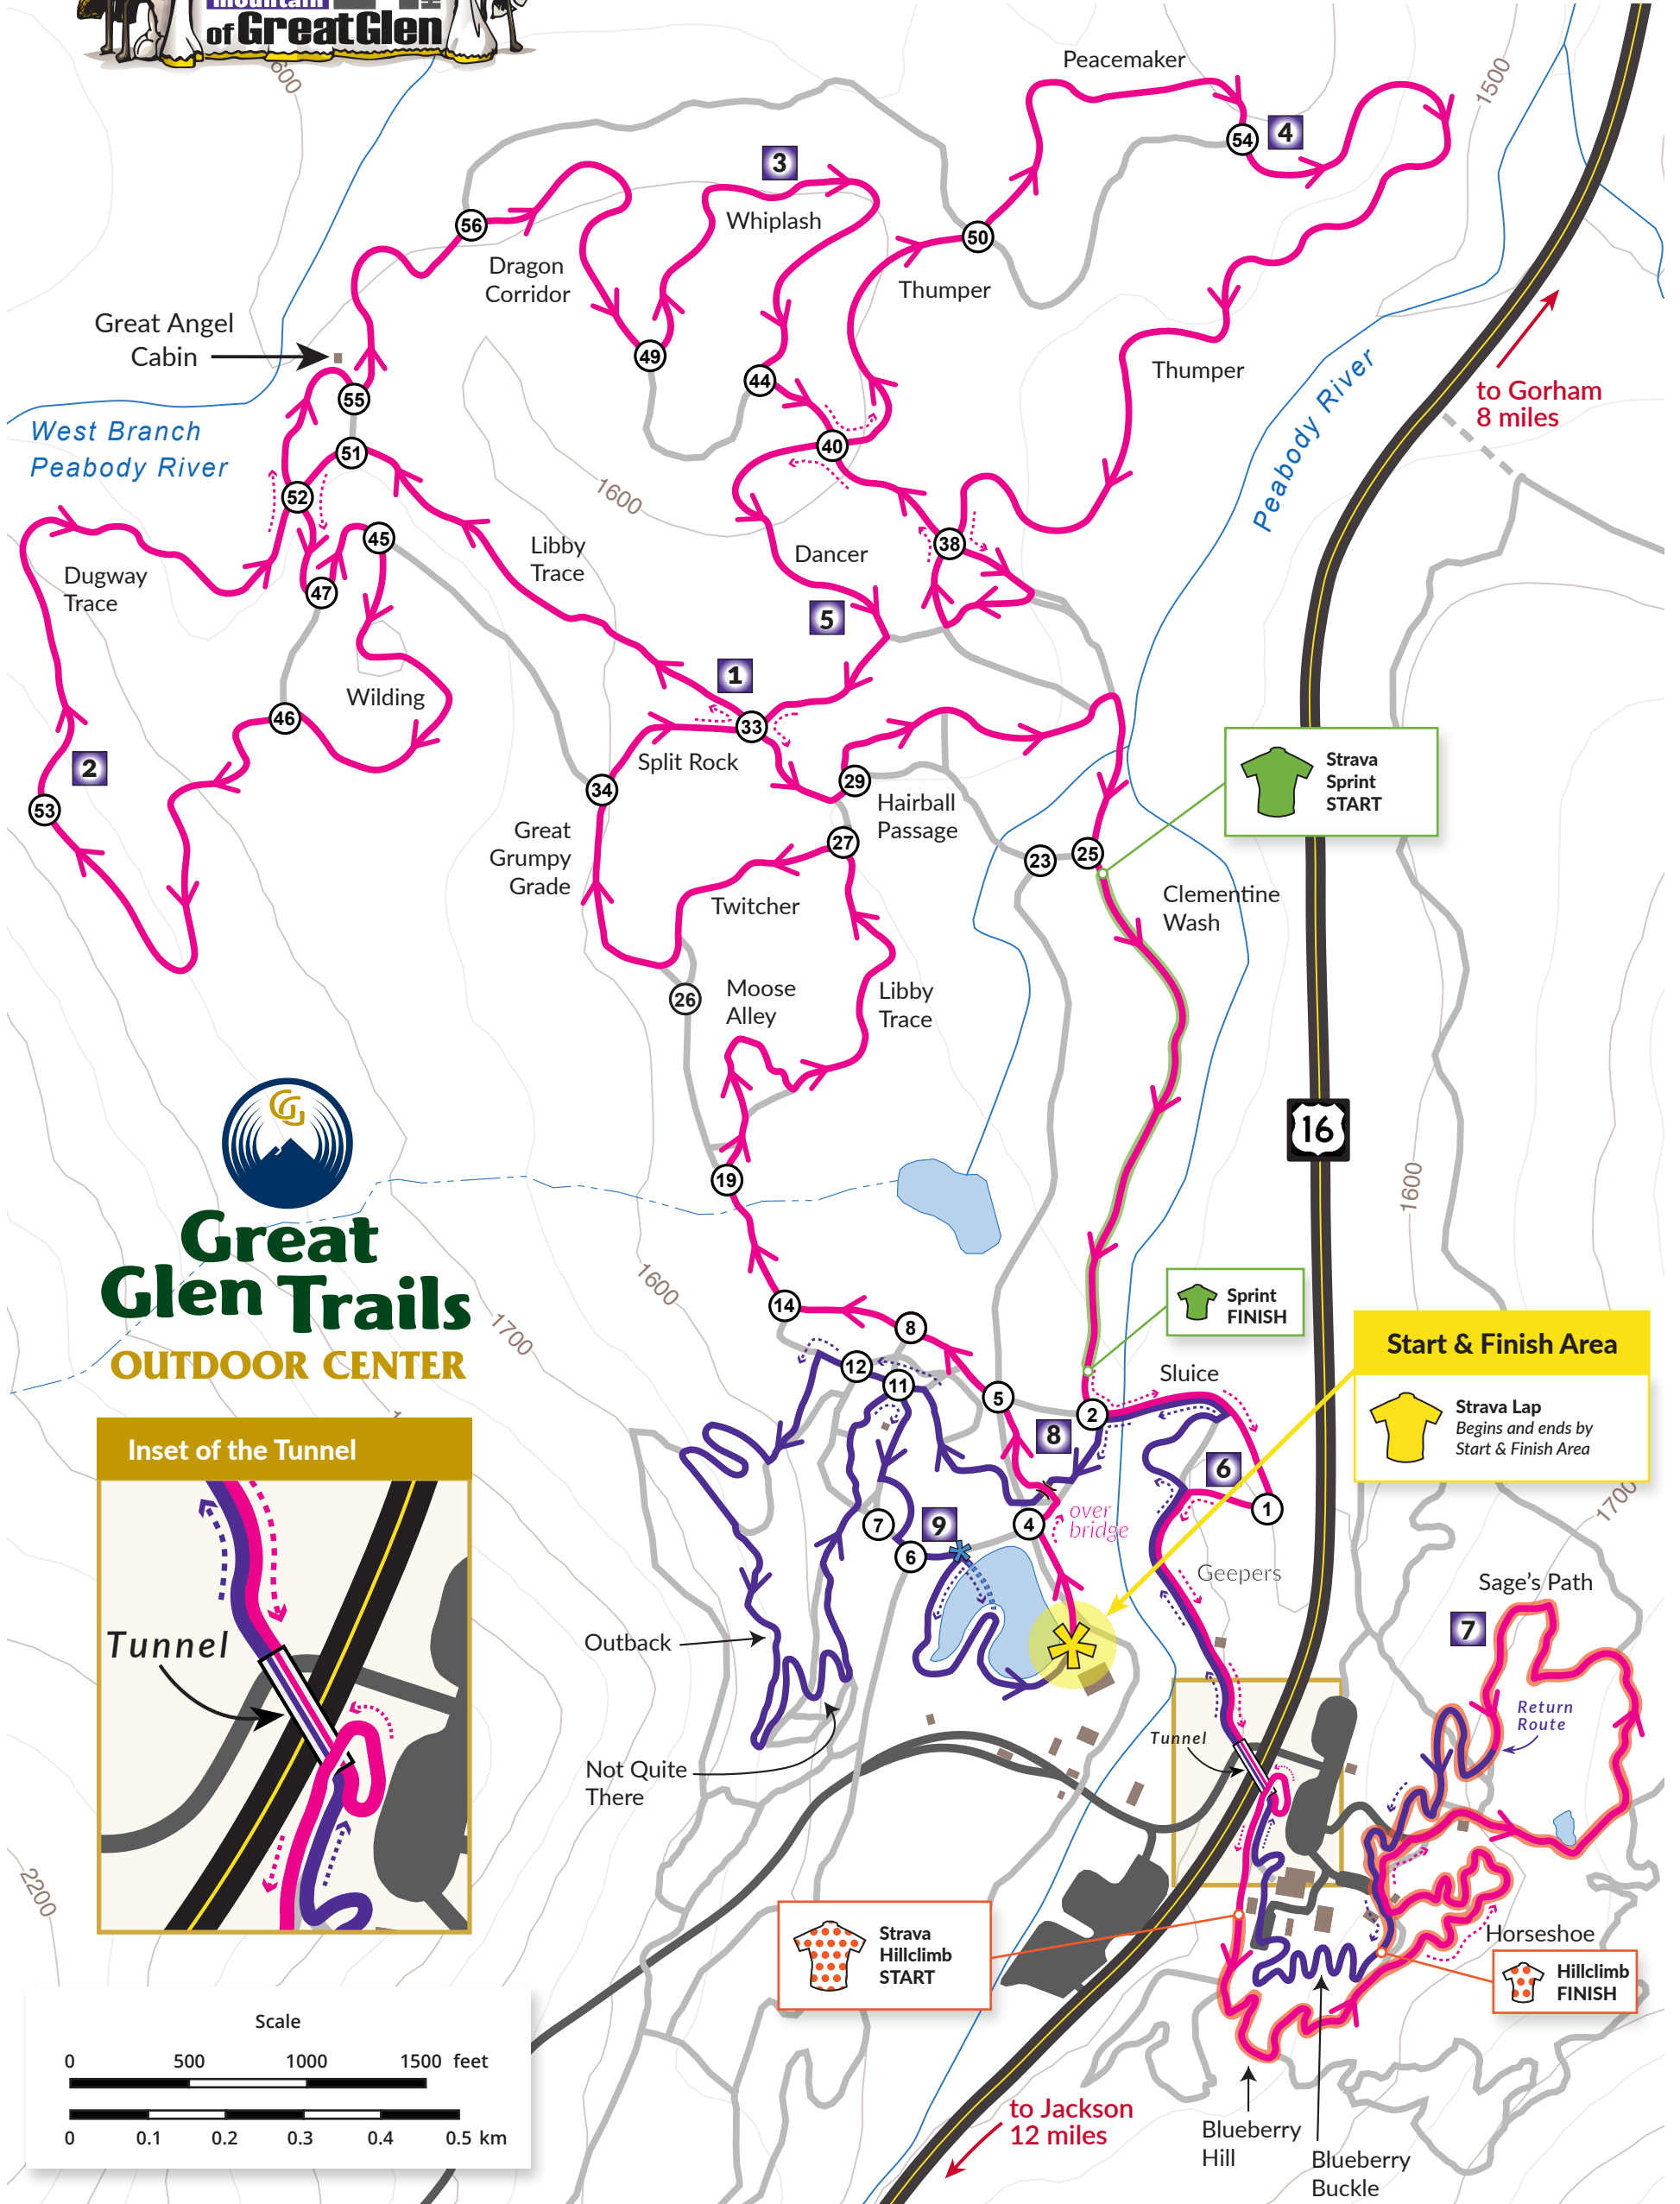 mountain
of GreatGlen
600
Peacemaker
1500
54
4
3
56
Whiplash
50
Dragon
Corridor
Thumper
Great Angel
Cabin
49
44
Thumper
Peabody River
to Gorham
8 miles
55
West Branch
Peabody River
51
40
52
1600
45
38
Libby
Trace
Dancer
Dugway
Trace
47
5
1
Wilding
46
33
Split Rock
2
53
34
29
Hairball
Passage
Strava
Sprint
START
Great
Grumpy
Grade
27
23
25
Twitcher
Clementine
Wash
26
Moose
Alley
Libby
Trace
16
1600
19
G
G
Great
Glen Trails
OUTDOOR CENTER
1600
1700
14
8
Sprint
FINISH
Start & Finish Area
Strava Lap
Begins and ends by
Start & Finish Area
12
11
5
2
Sluice
8
6
1
1700
Inset of the Tunnel
Tunnel
7
9
4
over
bridge
6
Geepers
Sage's Path
7
Outback
Return
Route
Tunnel
Not Quite
There
2200
Strava
Hillclimb
START
Horseshoe
Hillclimb
FINISH
Scale
0 500 1000 1500 feet
0 0.1 0.2 0.3 0.4 0.5 km
to Jackson
12 miles
Blueberry
Hill
Blueberry
Buckle